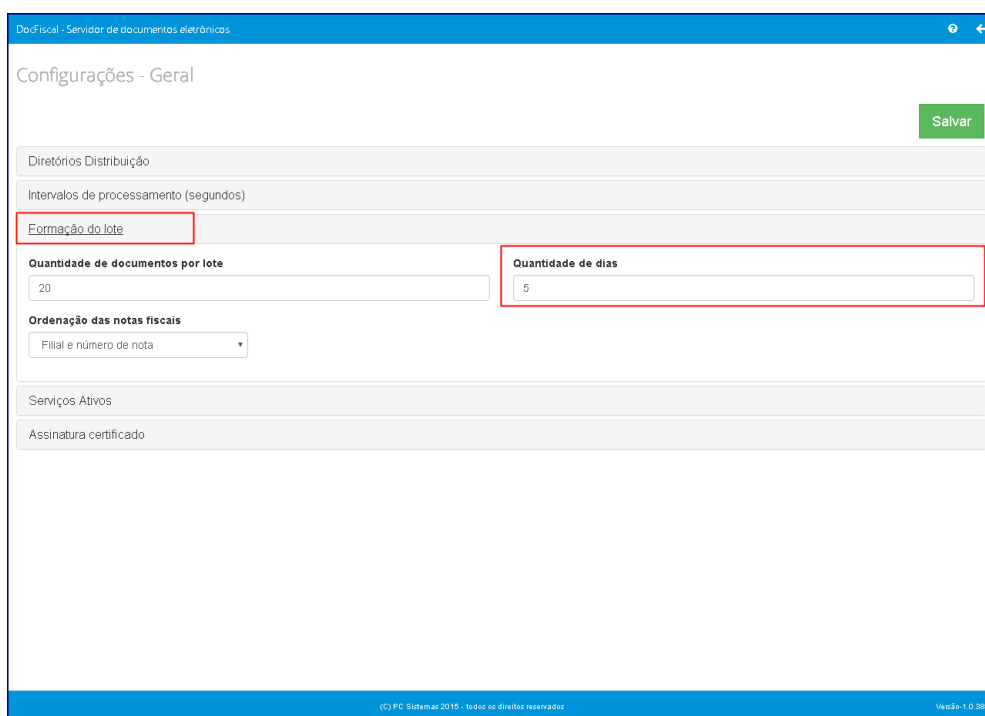 DocFiscal - Servidor de documentos eletrônicos
Configurações - Geral
Salvar
Diretórios Distribuição
Intervalos de processamento (segundos)
Formação do lote
Quantidade de documentos por lote
Quantidade de dias
20
5
Ordenação das notas fiscais
Filial e número de nota
Serviços Ativos
Assinatura certificado
(C) PC Sistemas 2015 - todos os direitos reservados
Versão-1.0.38